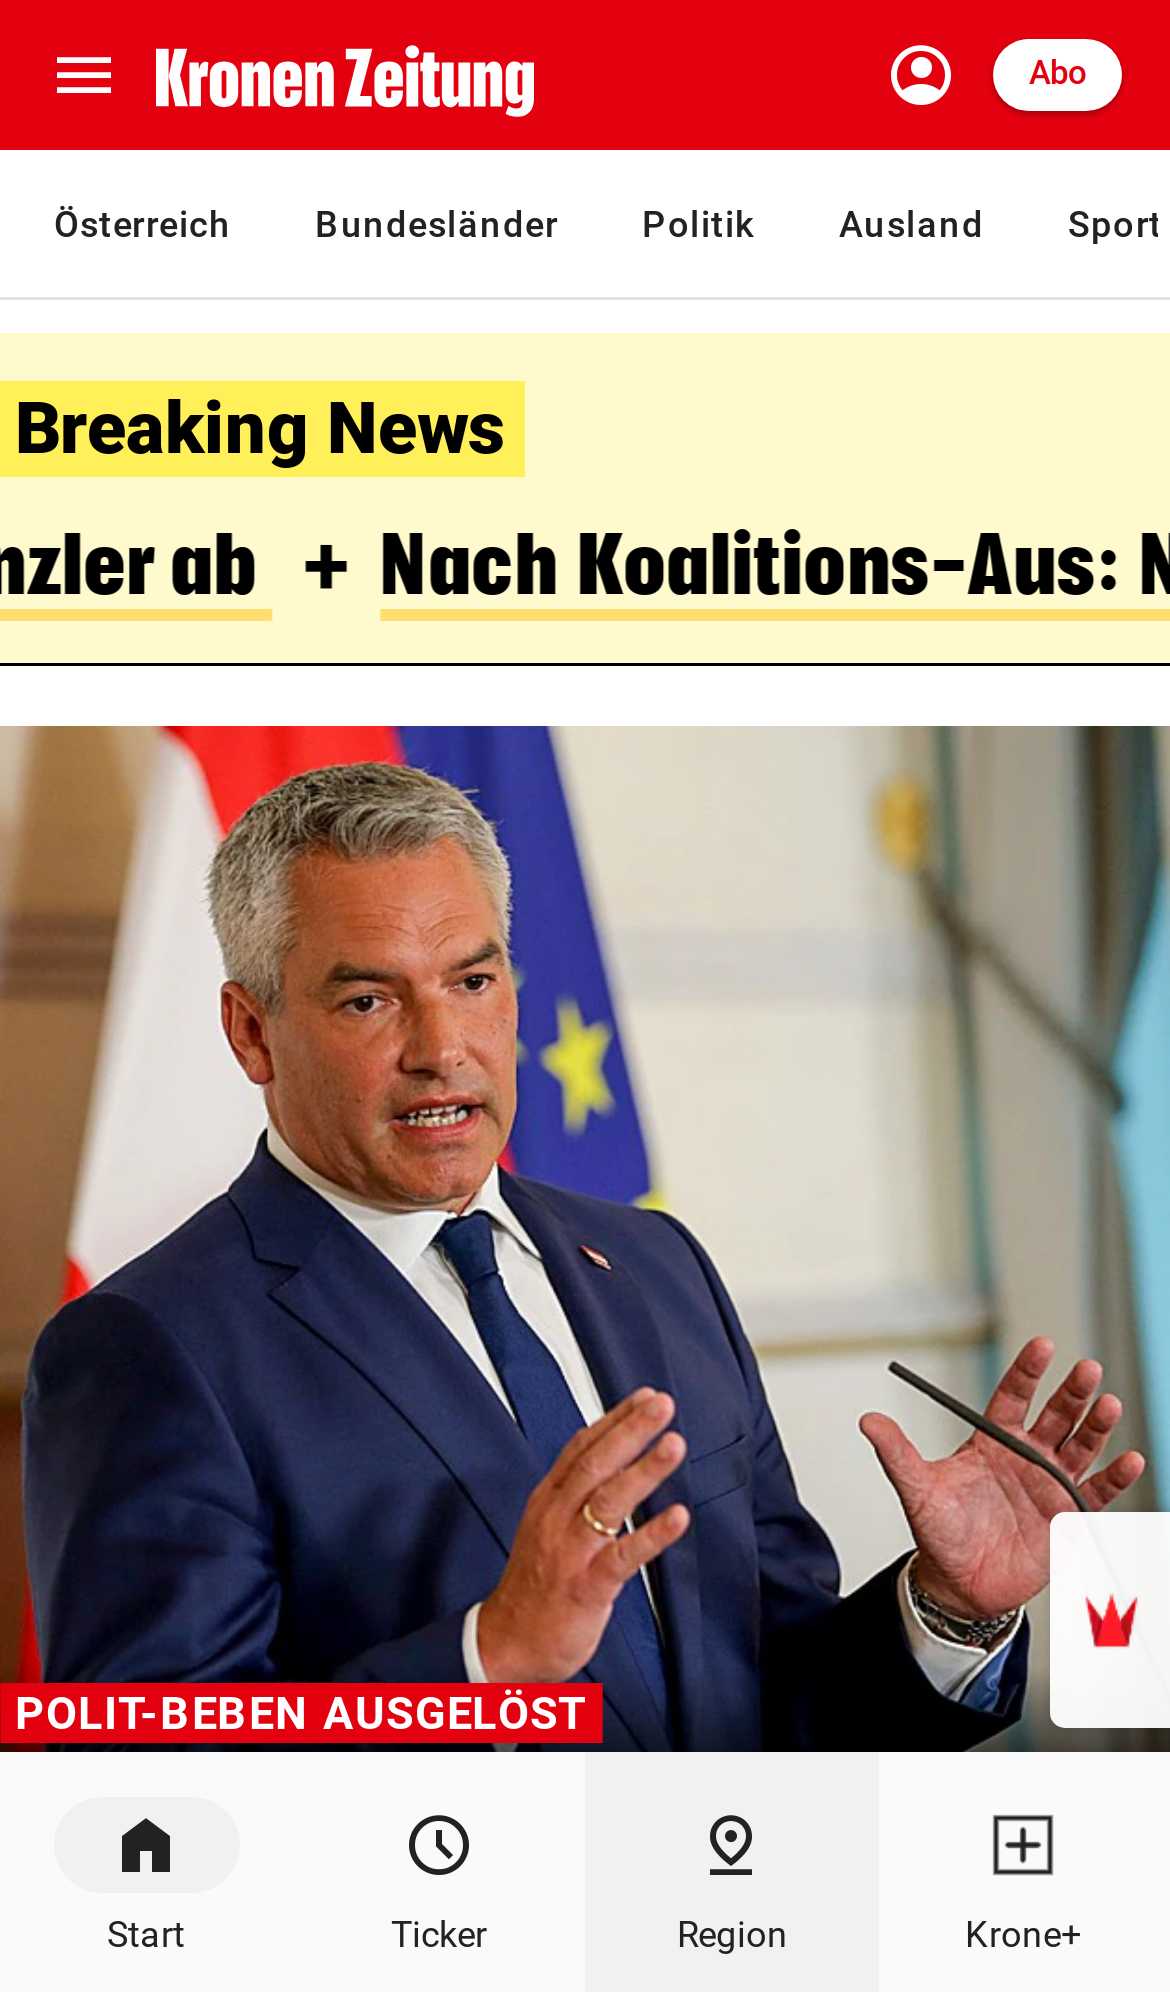 Kronen Zeitung
Abo
Österreich Bundesländer Politik Ausland Sport
Breaking News
nzler ab + Nach Koalitions-Aus: N
POLIT-BEBEN AUSGELÖST
Start Ticker Region Krone+